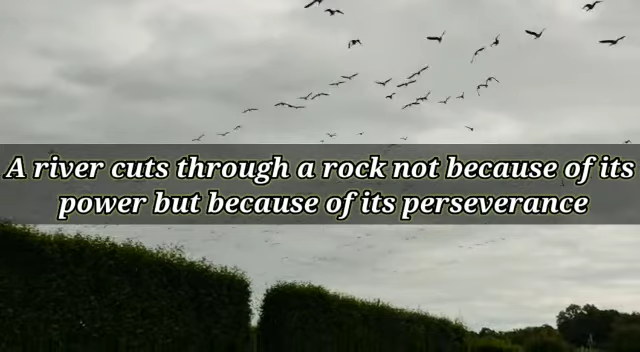 A river cuts through a rock not because of its
power but because of its perseverance